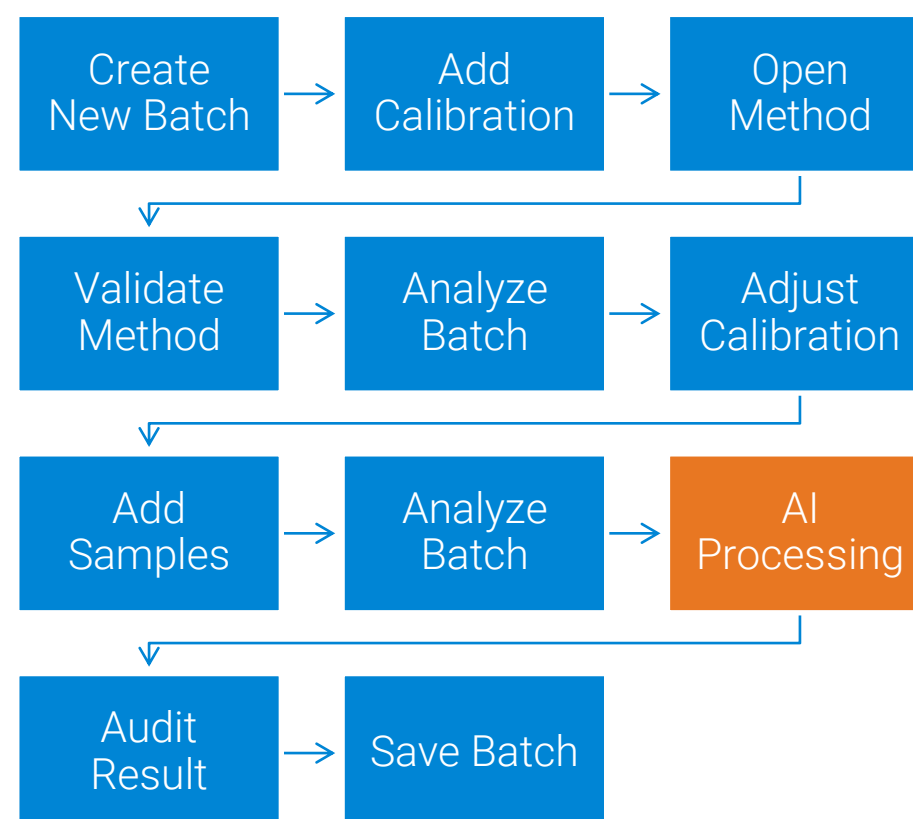 Create
New Batch
Add
Calibration
Open
Method
Validate
Method
Analyze
Batch
Adjust
Calibration
Add
Samples
Analyze
Batch
AI
Processing
Audit
Result
Save Batch